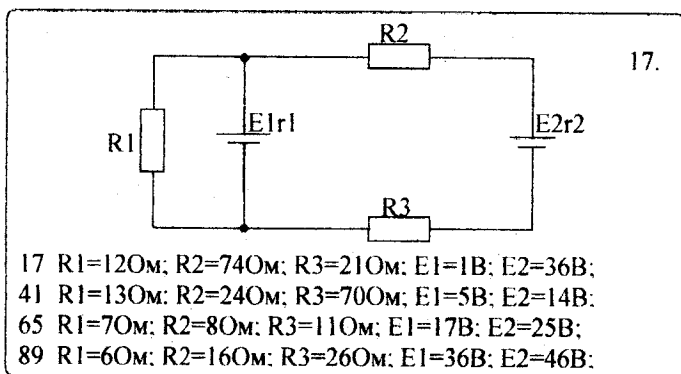 R2
17.
R1
E1r1
E2r2
R3
17 R1=12Ом; R2=74Ом; R3=21Ом; E1=1В; E2=36В;
41 R1=13Ом; R2=24Ом; R3=70Ом; E1=5В; E2=14В;
65 R1=7Ом; R2=8Ом; R3=11Ом; E1=17В; E2=25В;
89 R1=6Ом; R2=16Ом; R3=26Ом; E1=36В; E2=46В;